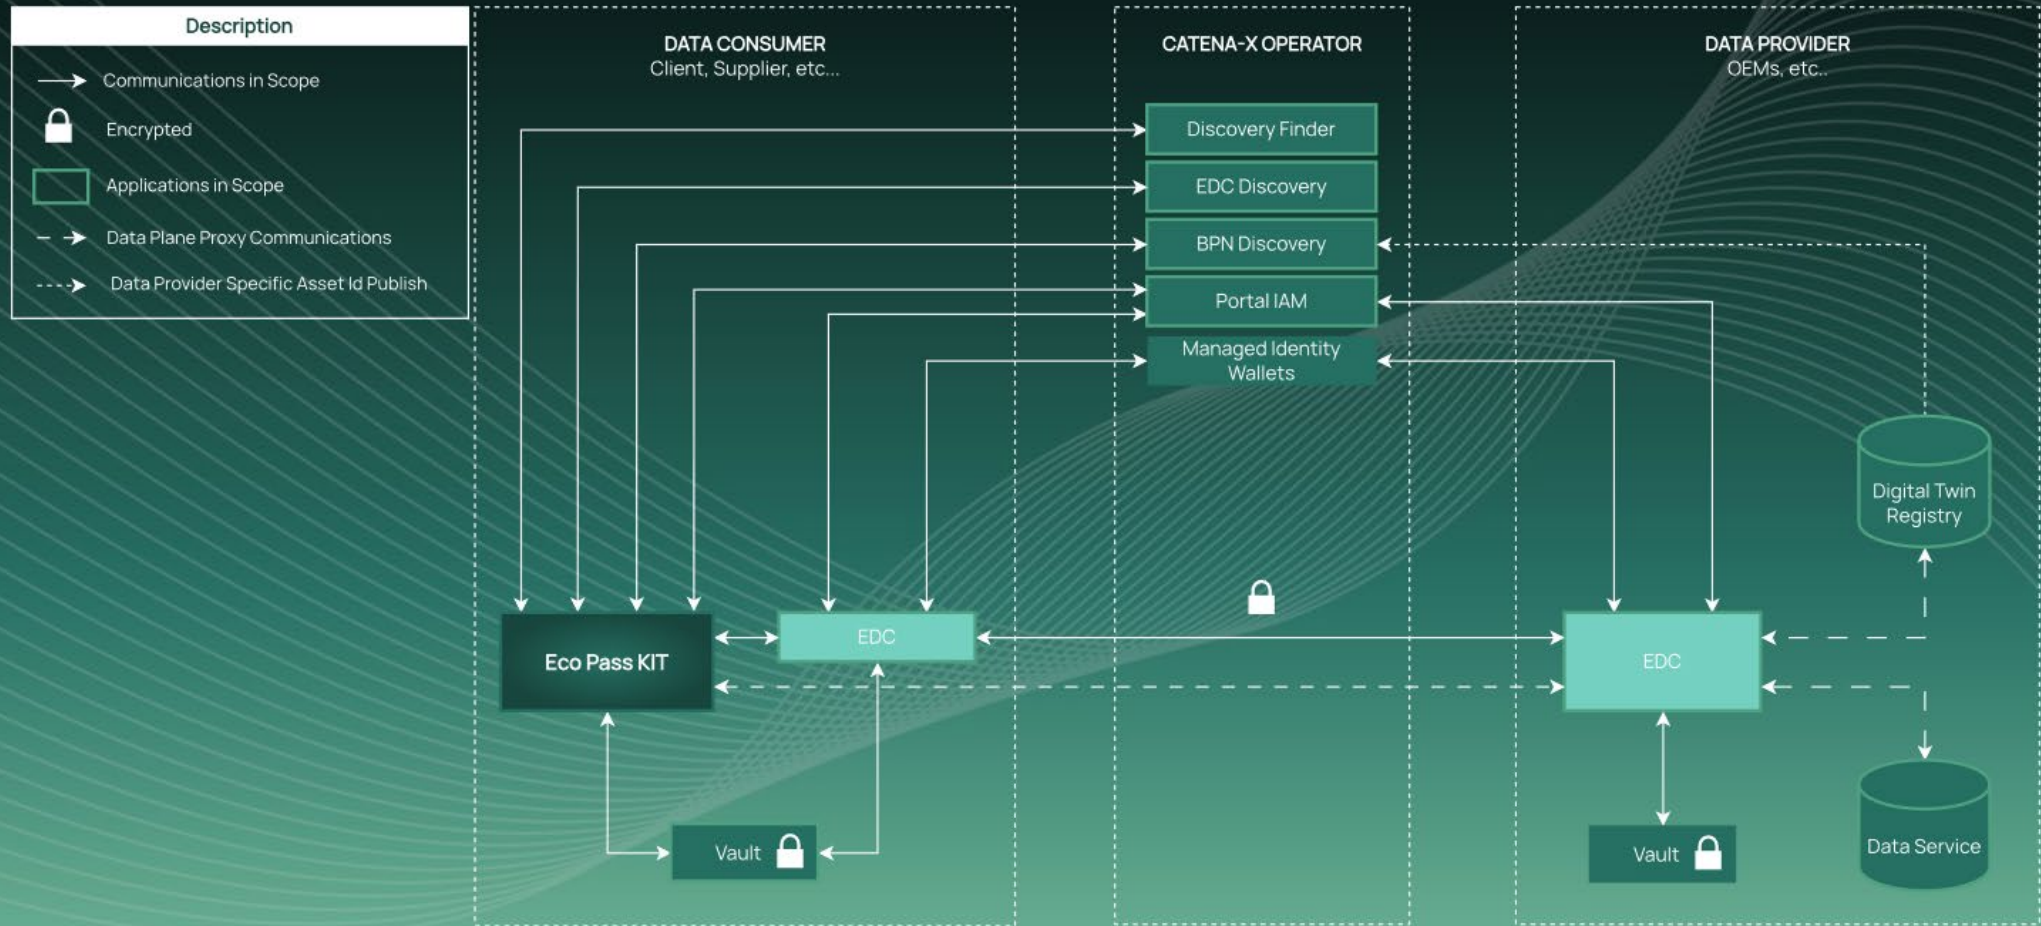 Description
Communications in Scope
Encrypted
Applications in Scope
Data Plane Proxy Communications
Data Provider Specific Asset Id Publish
DATA CONSUMER
Client, Supplier, etc...
CATENA-X OPERATOR
DATA PROVIDER
OEMs, etc..
Discovery Finder
EDC Discovery
BPN Discovery
Portal IAM
Managed Identity
Wallets
Digital Twin
Registry
Eco Pass KIT
EDC
EDC
Vault
Vault
Data Service